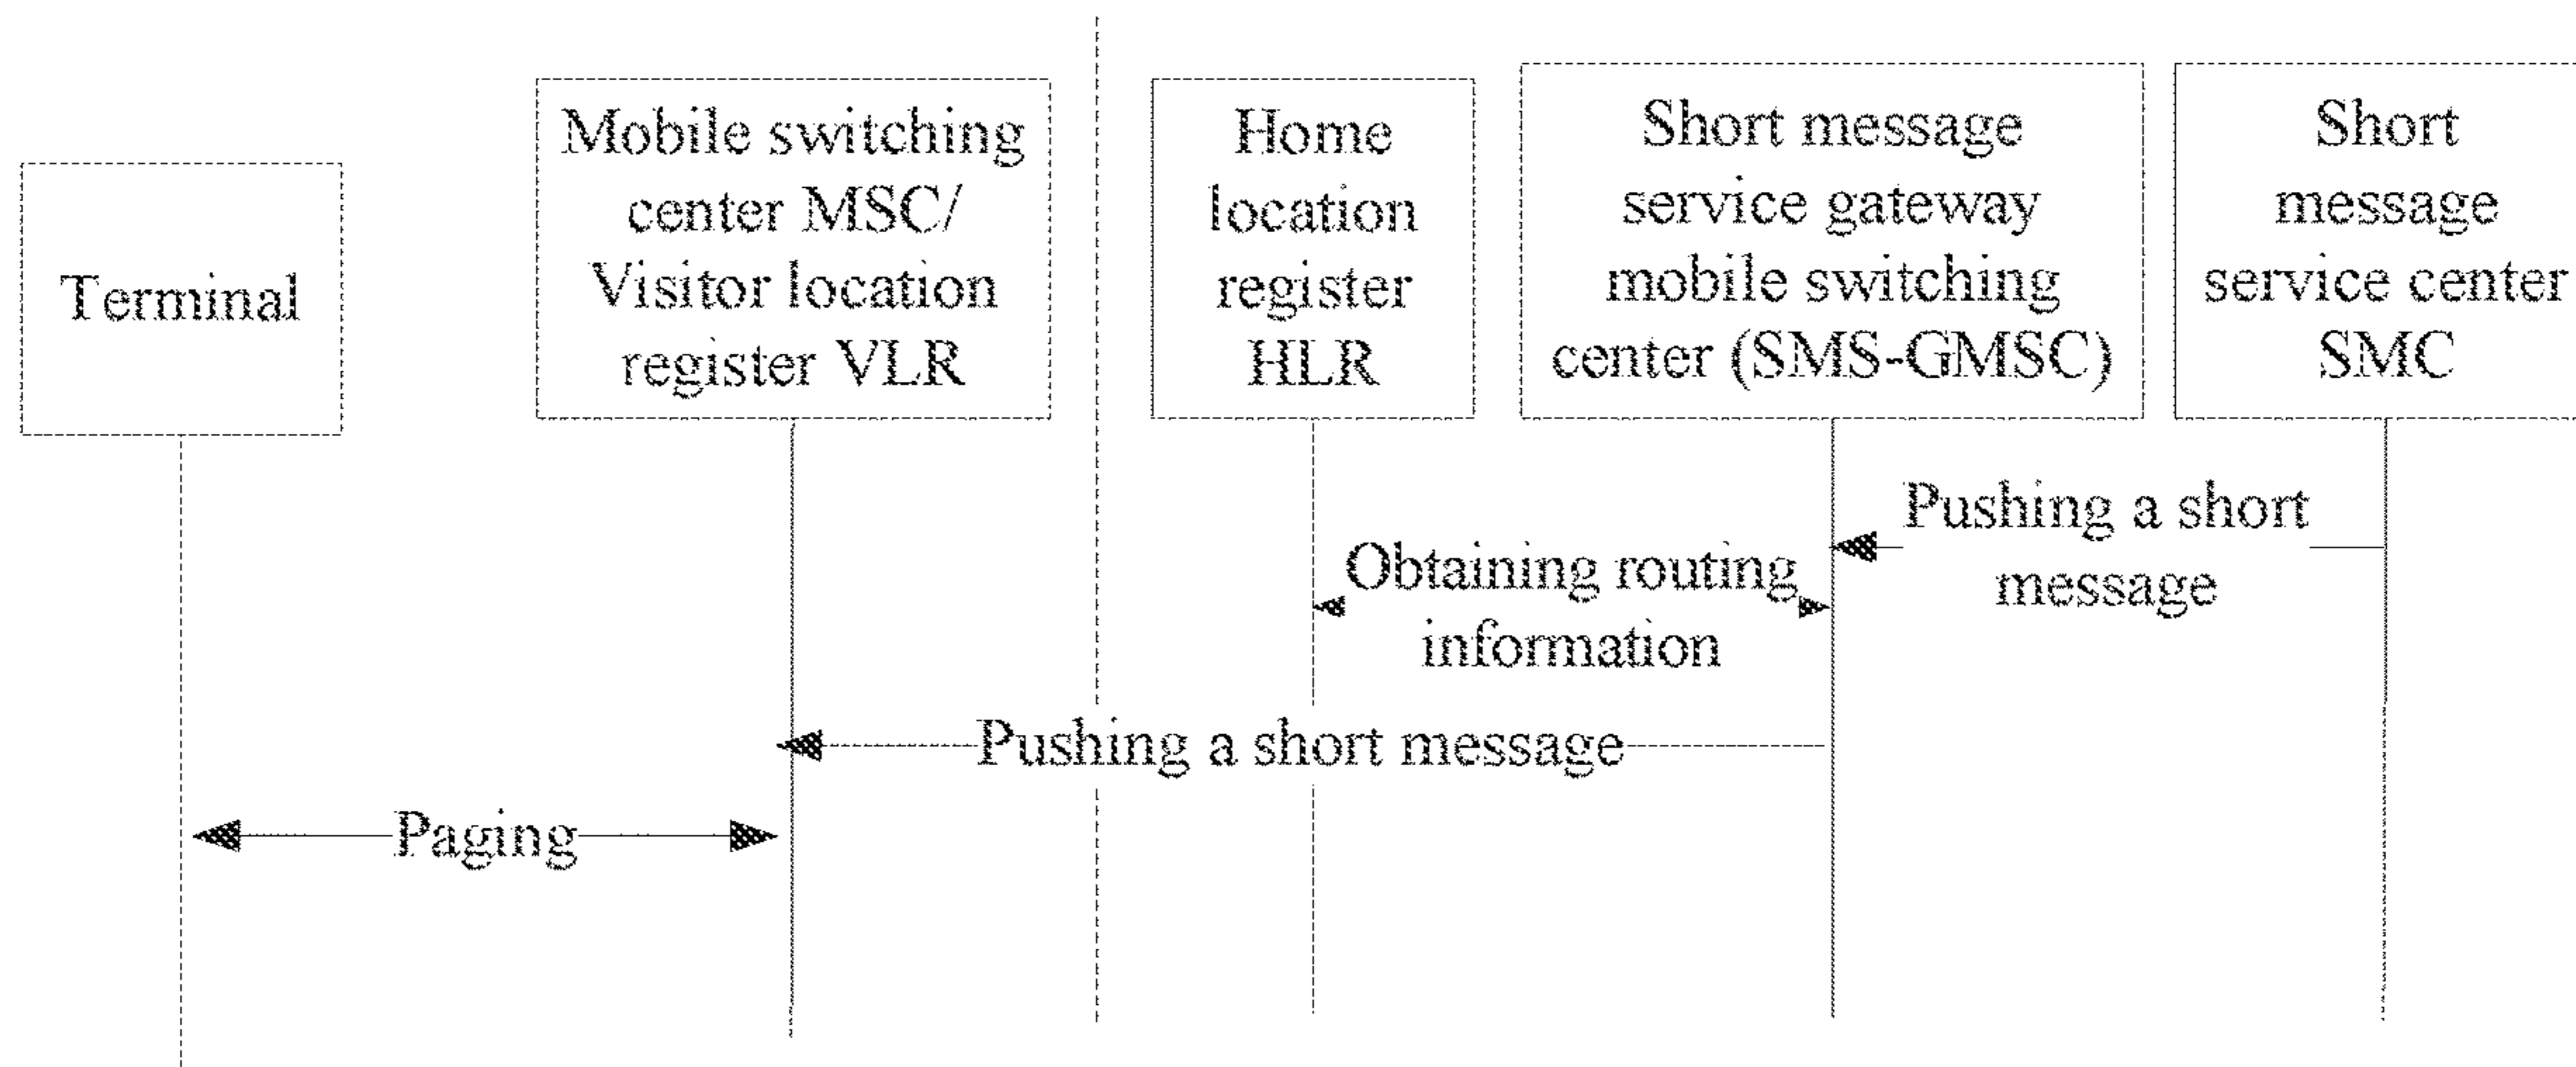 Terminal
Mobile switching
center MSC/
Visitor location
register VLR
Home
location
register
HLR
Short message
service gateway
mobile switching
center (SMS-GMSC)
Short
message
service center
SMC
Pushing a short
message
Obtaining routing
information
Pushing a short message
Paging